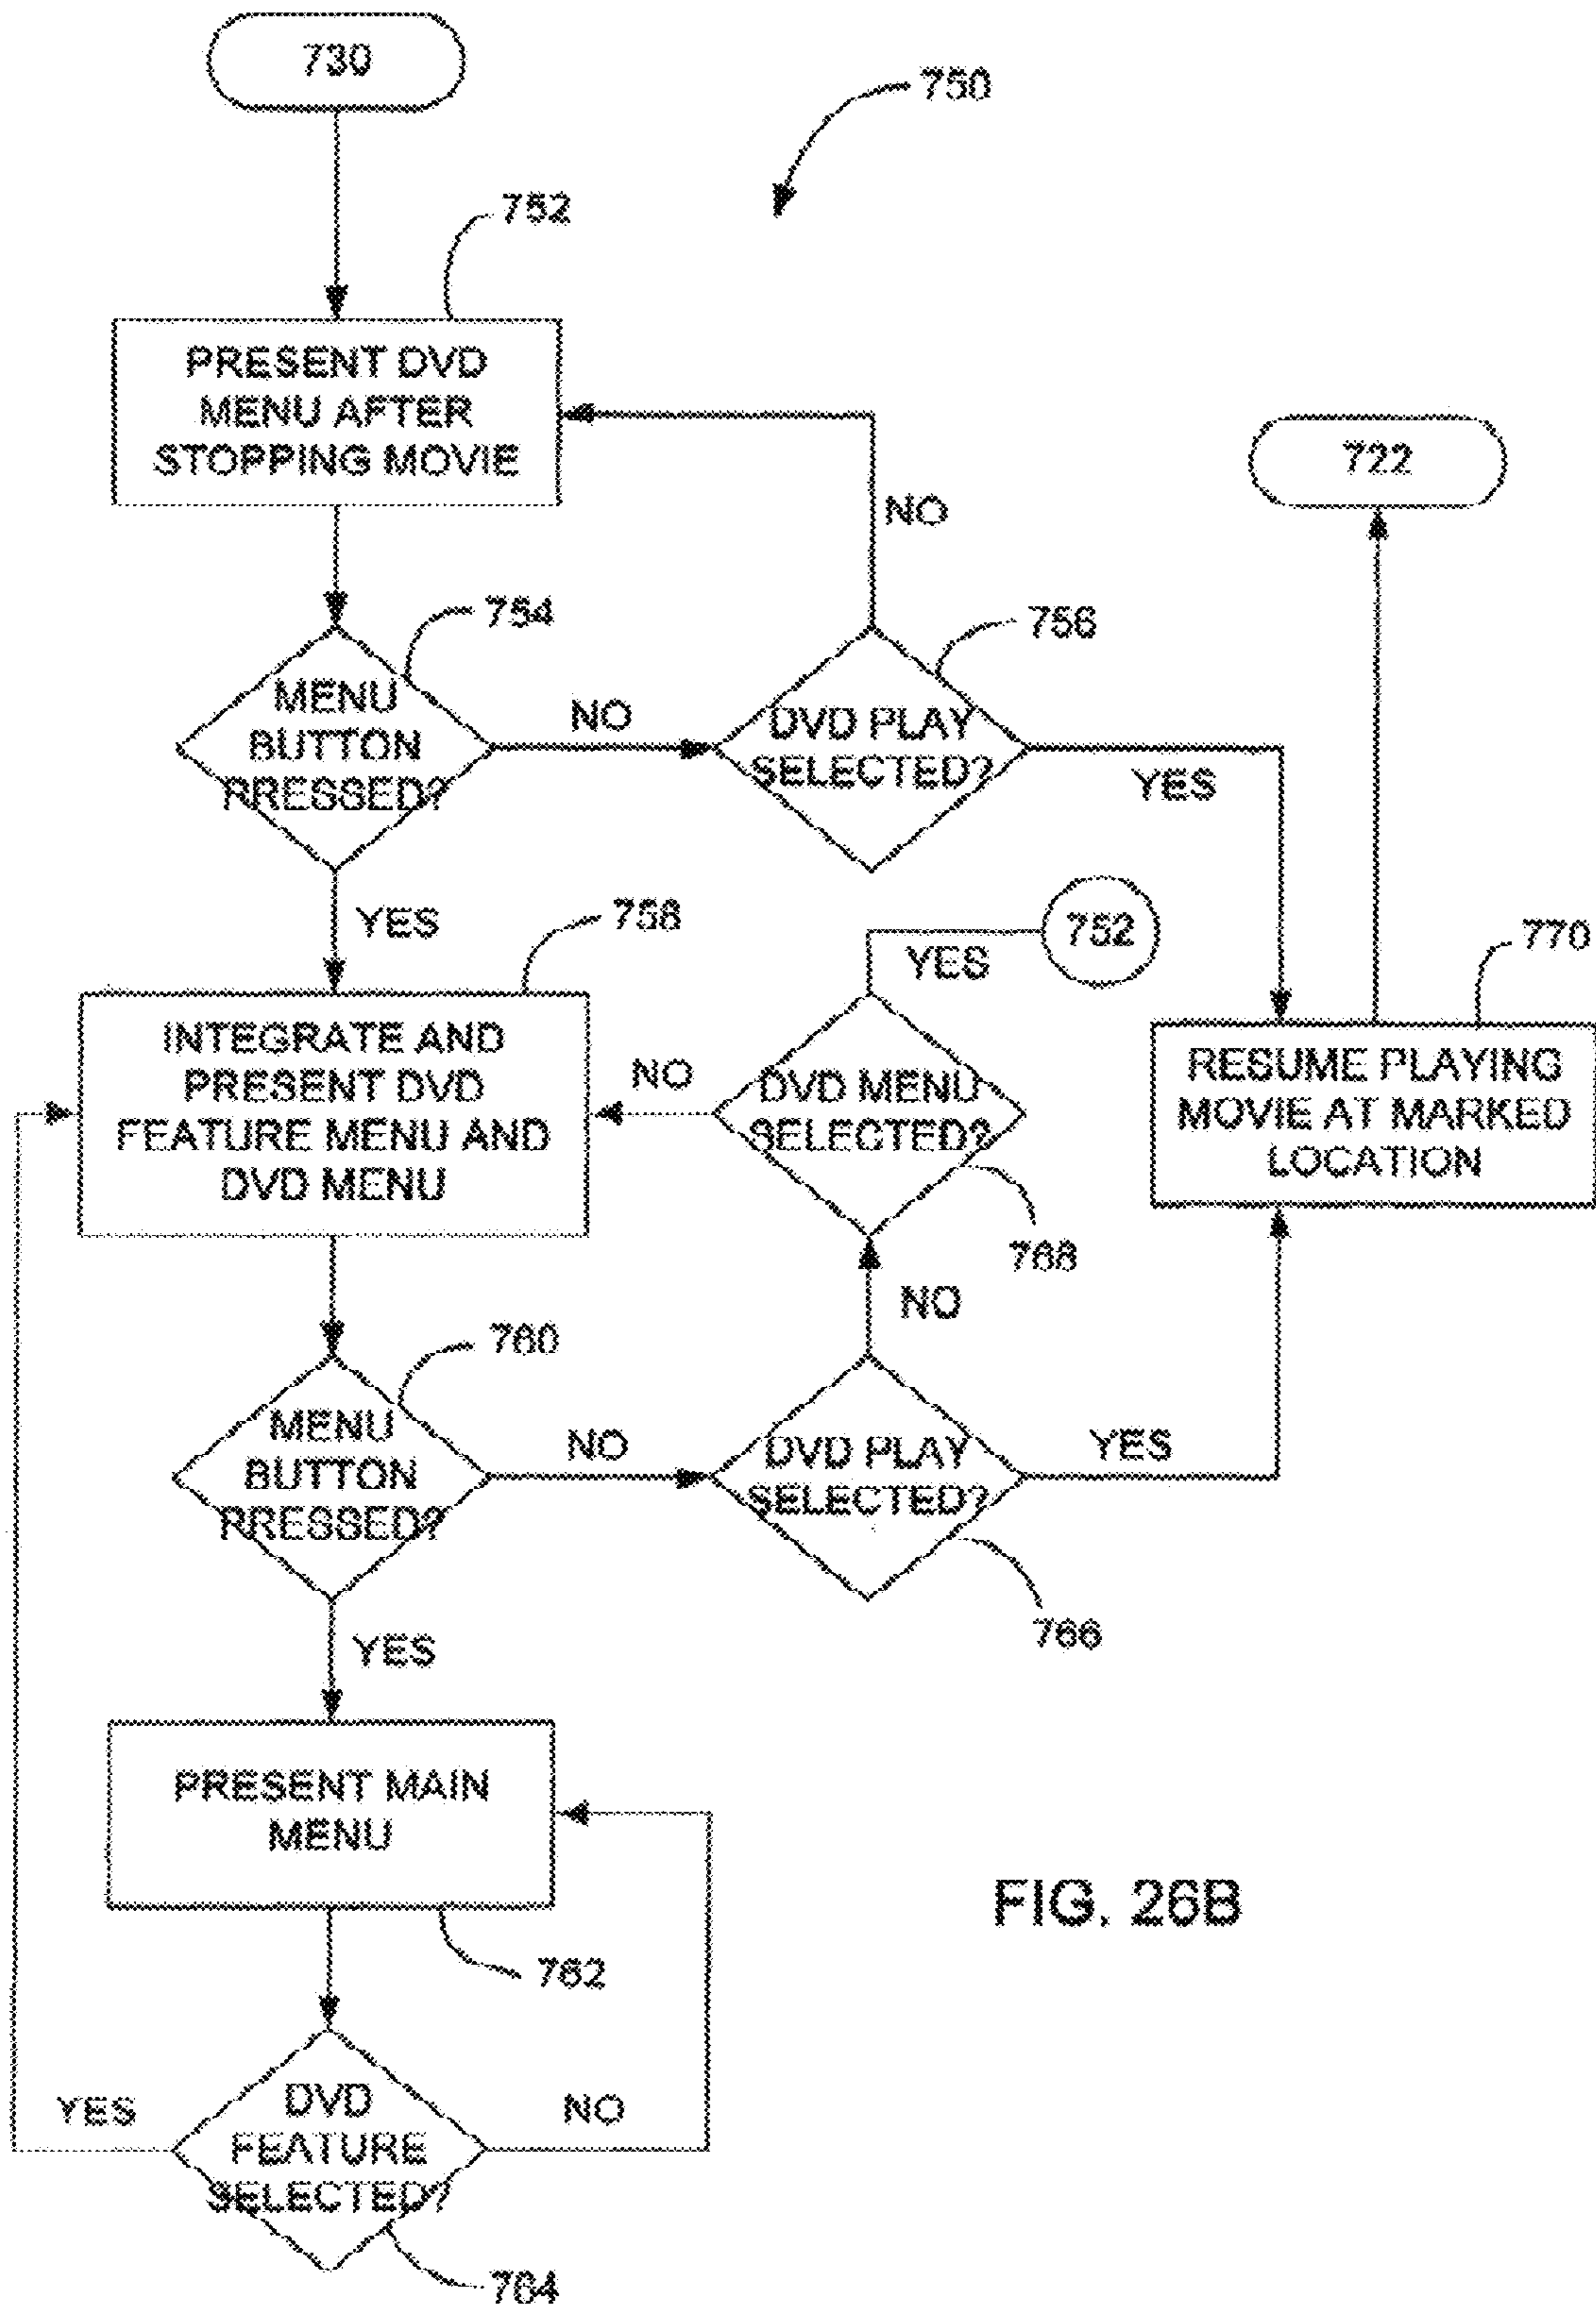 730
750
752
PRESENT DVD
MENU AFTER
STOPPING MOVIE
722
NO
754
756
MENU
BUTTON
PRESSED?
NO
DVD PLAY
SELECTED?
YES
YES
758
YES
752
770
INTEGRATE AND
PRESENT DVD
FEATURE MENU AND
DVD MENU
NO
DVD MENU
SELECTED?
RESUME PLAYING
MOVIE AT MARKED
LOCATION
768
NO
760
MENU
BUTTON
PRESSED?
NO
DVD PLAY
SELECTED?
YES
766
YES
PRESENT MAIN
MENU
FIG. 26B
762
YES
DVD
FEATURE
SELECTED?
NO
764